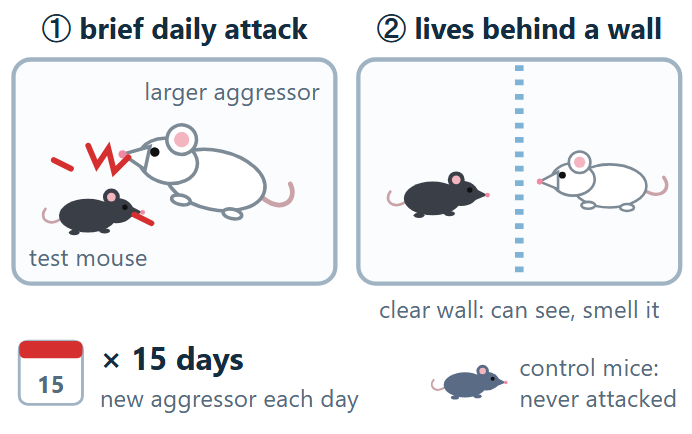 ① brief daily attack
② lives behind a wall
larger aggressor
test mouse
clear wall: can see, smell it
15
× 15 days
new aggressor each day
control mice:
never attacked